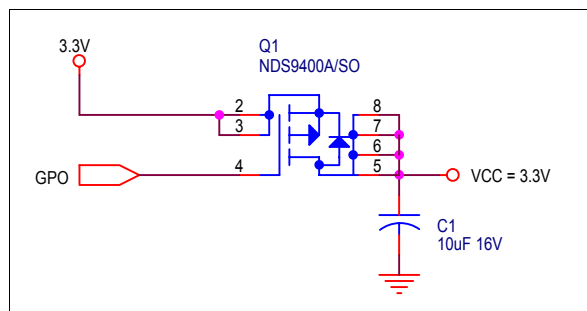 3.3V
Q1
NDS9400A/SO
2
3
4
8
7
6
5
GPO
VCC = 3.3V
C1
10uF 16V